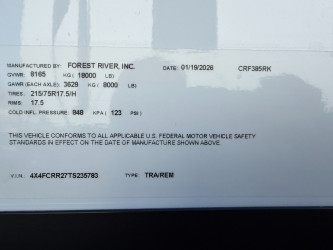 MANUFACTURED BY: FOREST RIVER, INC. DATE: 01/19/2026 CRF385RK
GVWR: 8165 KG ( 18000 LB)
GAWR (EACH AXLE): 3629 KG ( 8000 LB)
TIRES: 215/75R17.5/H
RIMS: 17.5
COLD INFL. PRESSURE: 848 KPA ( 123 PSI )
THIS VEHICLE CONFORMS TO ALL APPLICABLE U.S. FEDERAL MOTOR VEHICLE SAFETY
STANDARDS IN EFFECT ON THE DATE OF MANUFACTURE SHOWN ABOVE.
V.I.N.: 4X4FCRR27TS235783 TYPE: TRA/REM